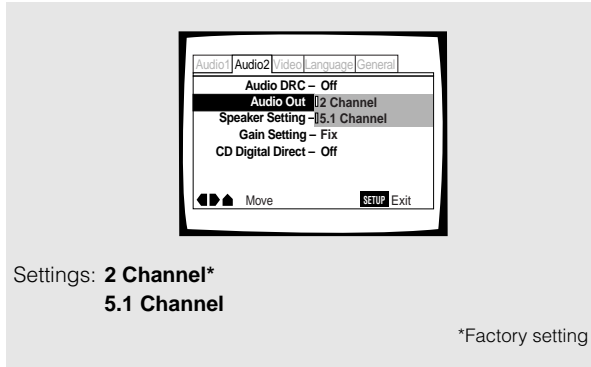 Audio1 Audio2 Video Language General
Audio DRC – Off
Audio Out 2 Channel
Speaker Setting – 5.1 Channel
Gain Setting – Fix
CD Digital Direct – Off
Move SETUP Exit
Settings: 2 Channel*
5.1 Channel
*Factory setting